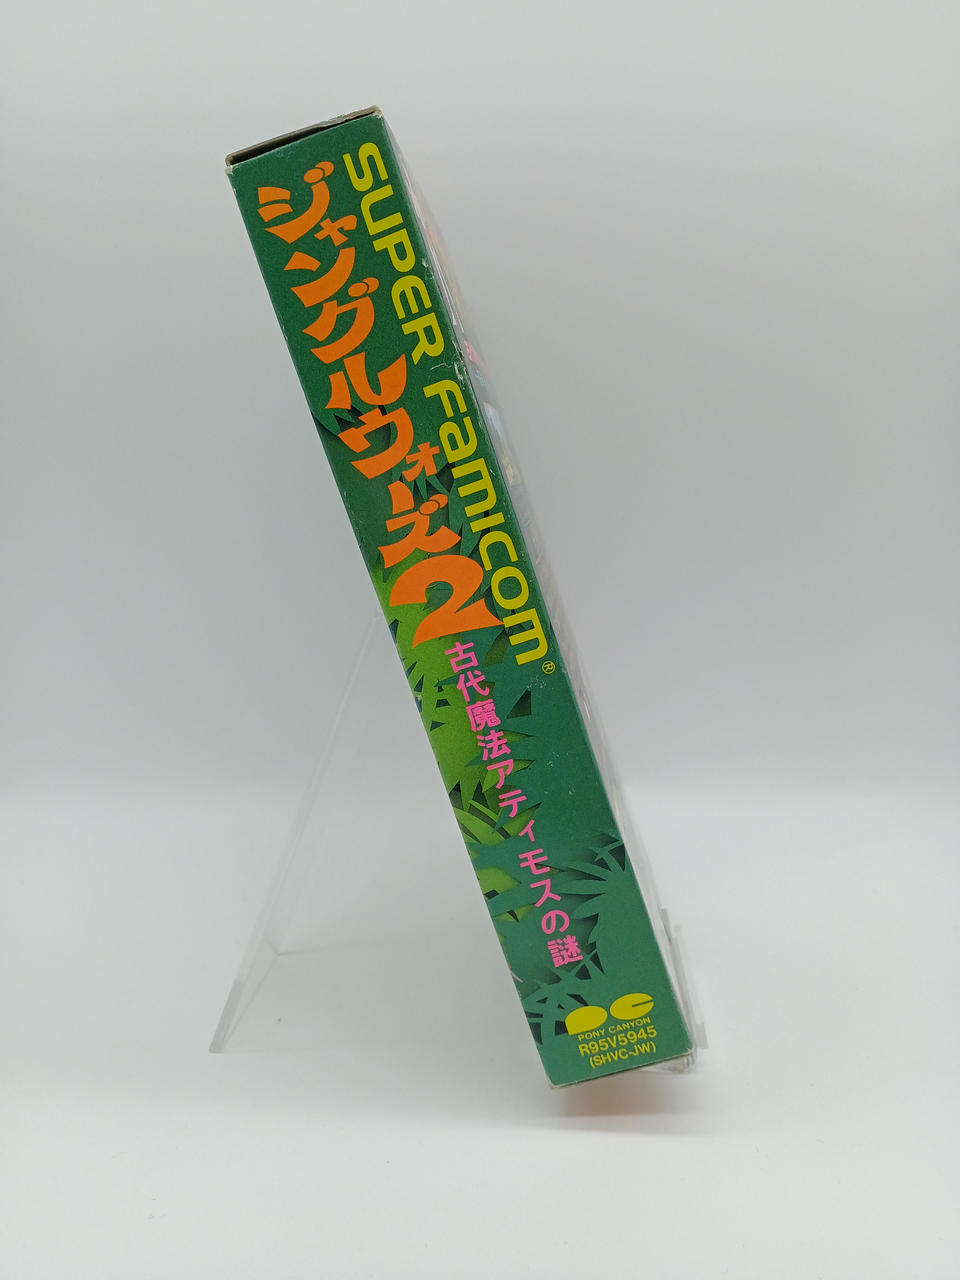 SUPER FAMICOM®
ジャングルウォーズ2
古代魔法アティモスの謎
PONY CANYON
R95V5945
(SHVC-JW)